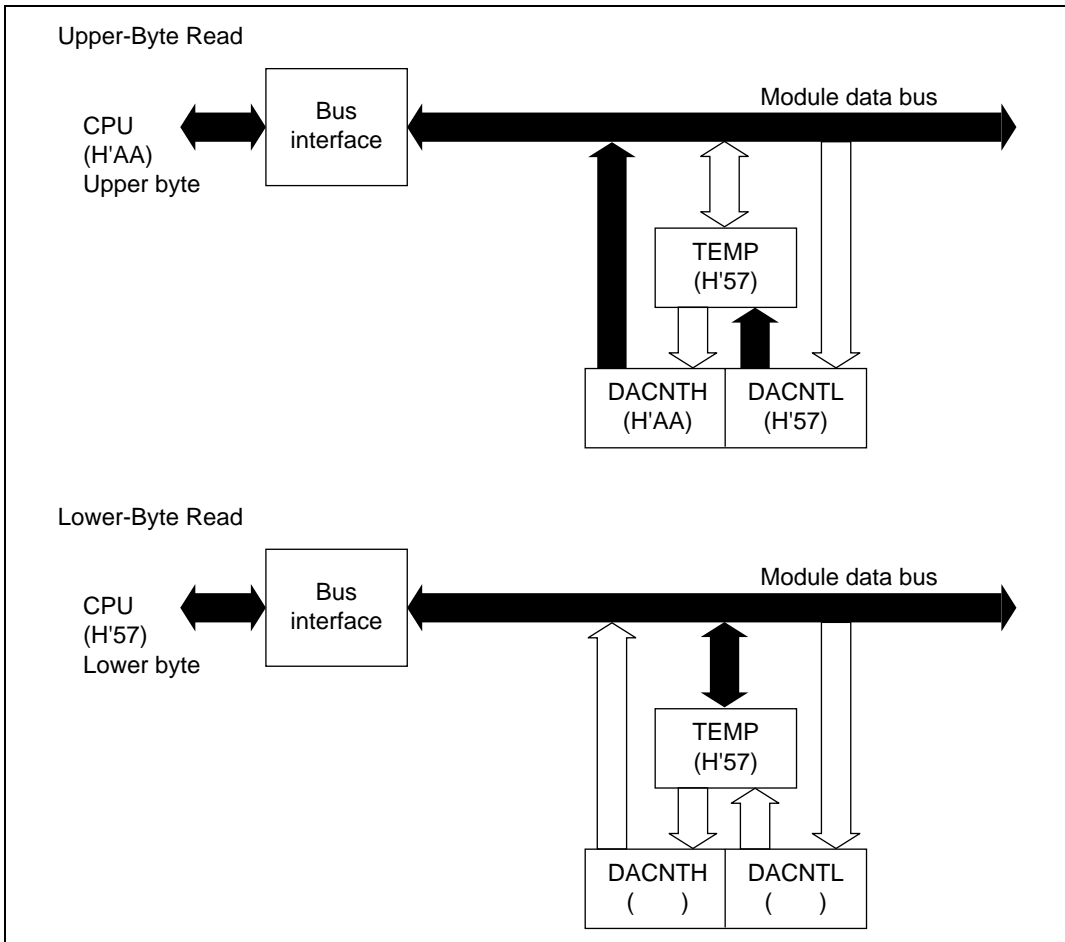 Upper-Byte Read
Bus
interface
Module data bus
CPU
(H'AA)
Upper byte
TEMP
(H'57)
DACNTH
(H'AA)
DACNTL
(H'57)
Lower-Byte Read
Bus
interface
Module data bus
CPU
(H'57)
Lower byte
TEMP
(H'57)
DACNTH
( )
DACNTL
( )